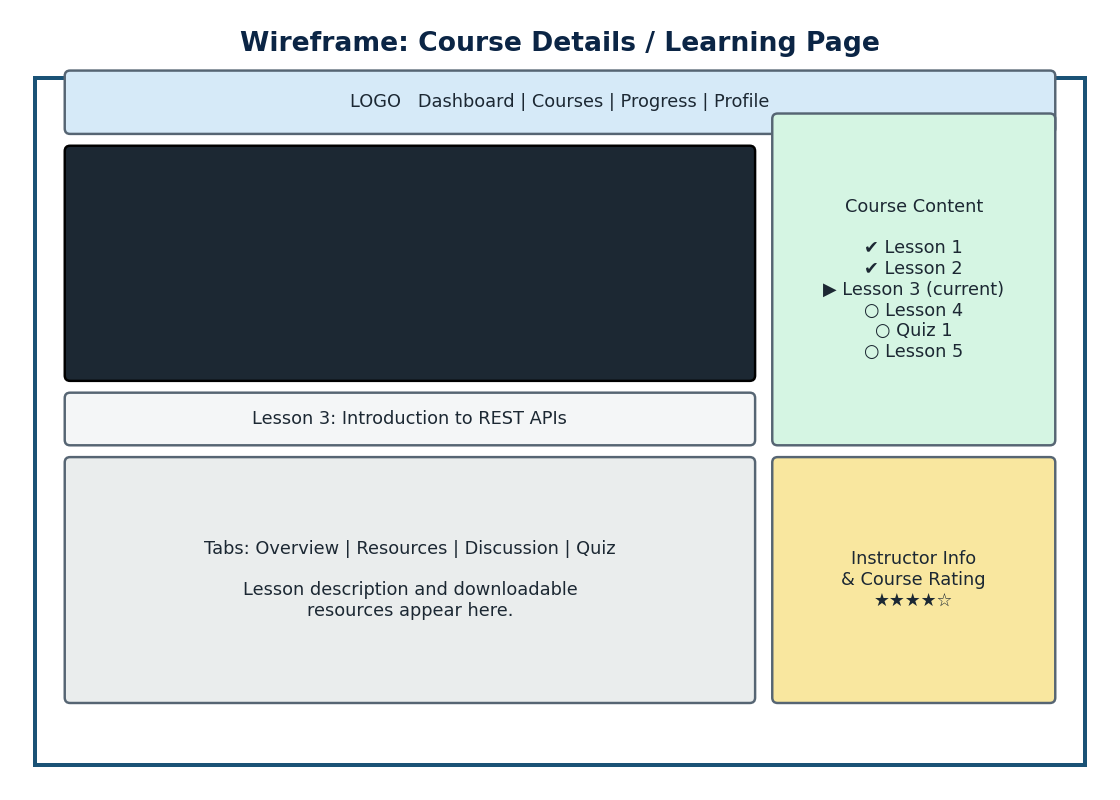 Wireframe: Course Details / Learning Page
LOGO   Dashboard | Courses | Progress | Profile
Course Content
✔ Lesson 1
✔ Lesson 2
▶ Lesson 3 (current)
○ Lesson 4
○ Quiz 1
○ Lesson 5
Lesson 3: Introduction to REST APIs
Tabs: Overview | Resources | Discussion | Quiz
Lesson description and downloadable
resources appear here.
Instructor Info
& Course Rating
★★★★☆